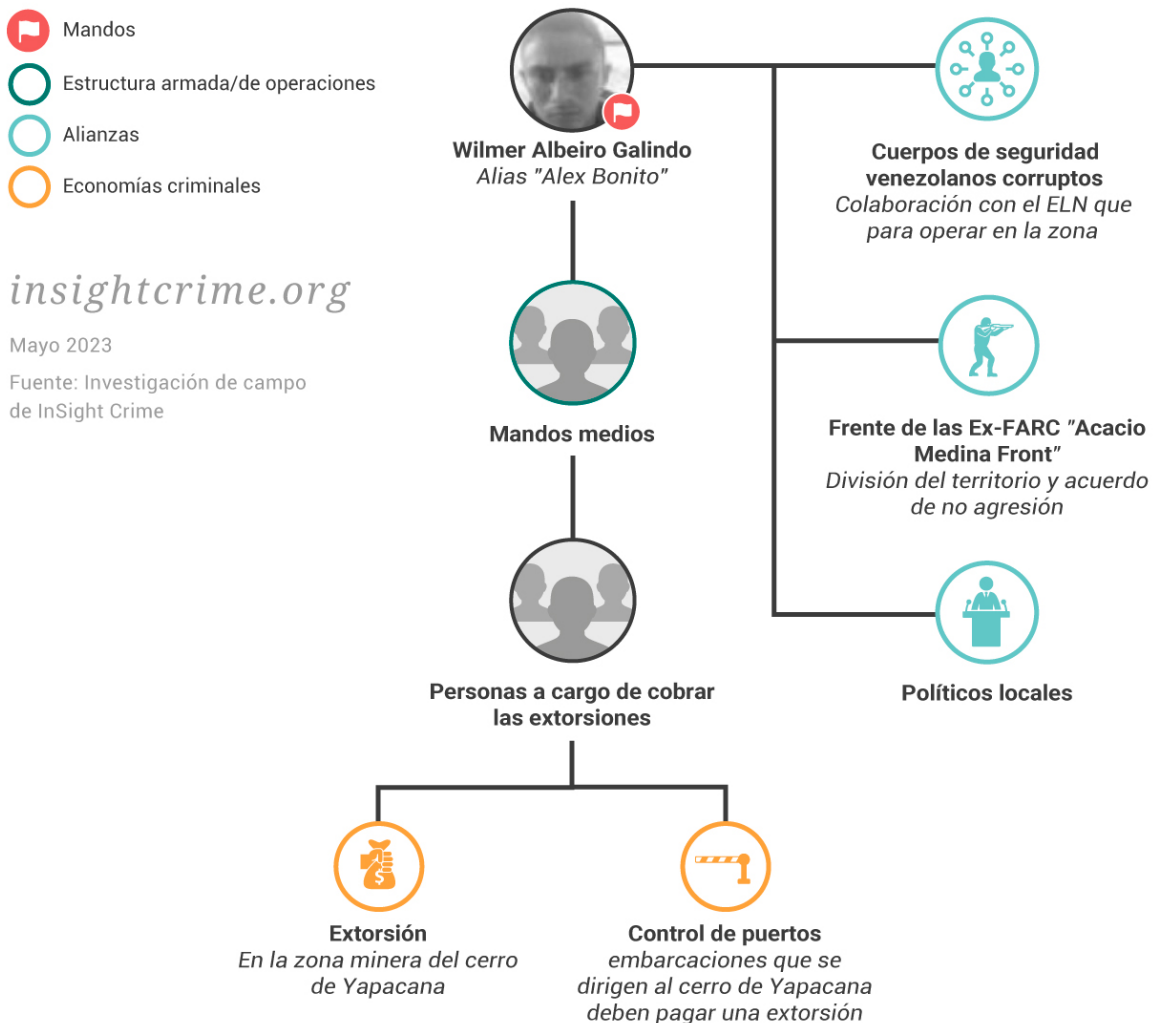 Mandos
Estructura armada/de operaciones
Alianzas
Economías criminales
insightcrime.org
Mayo 2023
Fuente: Investigación de campo
de InSight Crime
Wilmer Albeiro Galindo
Alias "Alex Bonito"
Mandos medios
Personas a cargo de cobrar
las extorsiones
Cuerpos de seguridad
venezolanos corruptos
Colaboración con el ELN que
para operar en la zona
Frente de las Ex-FARC "Acacio
Medina Front"
División del territorio y acuerdo
de no agresión
Políticos locales
$
Extorsión
En la zona minera del cerro
de Yapacana
Control de puertos
embarcaciones que se
dirigen al cerro de Yapacana
deben pagar una extorsión